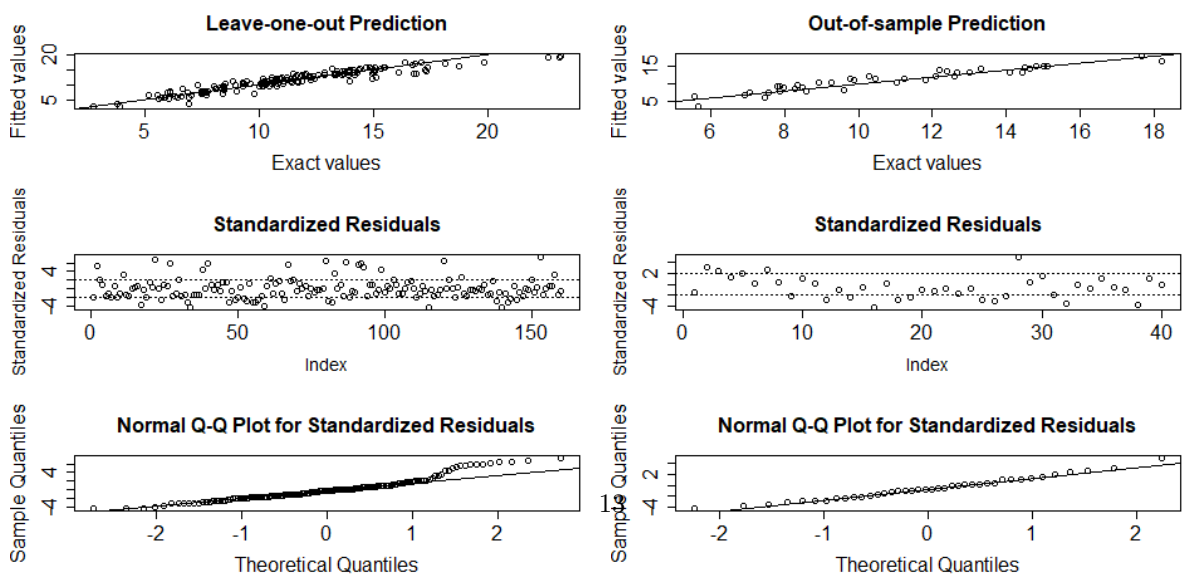 Leave-one-out Prediction
Fitted values
5 20
5 10 15 20
Exact values
Out-of-sample Prediction
Fitted values
5 15
6 8 10 12 14 16 18
Exact values
Standardized Residuals
Standardized Residuals
-4 4
0 50 100 150
Index
Standardized Residuals
Standardized Residuals
-4 2
0 10 20 30 40
Index
Normal Q-Q Plot for Standardized Residuals
Sample Quantiles
-4 4
-2 -1 0 1 2
Theoretical Quantiles
Normal Q-Q Plot for Standardized Residuals
Sample Quantiles
-4 2
-2 -1 0 1 2
Theoretical Quantiles